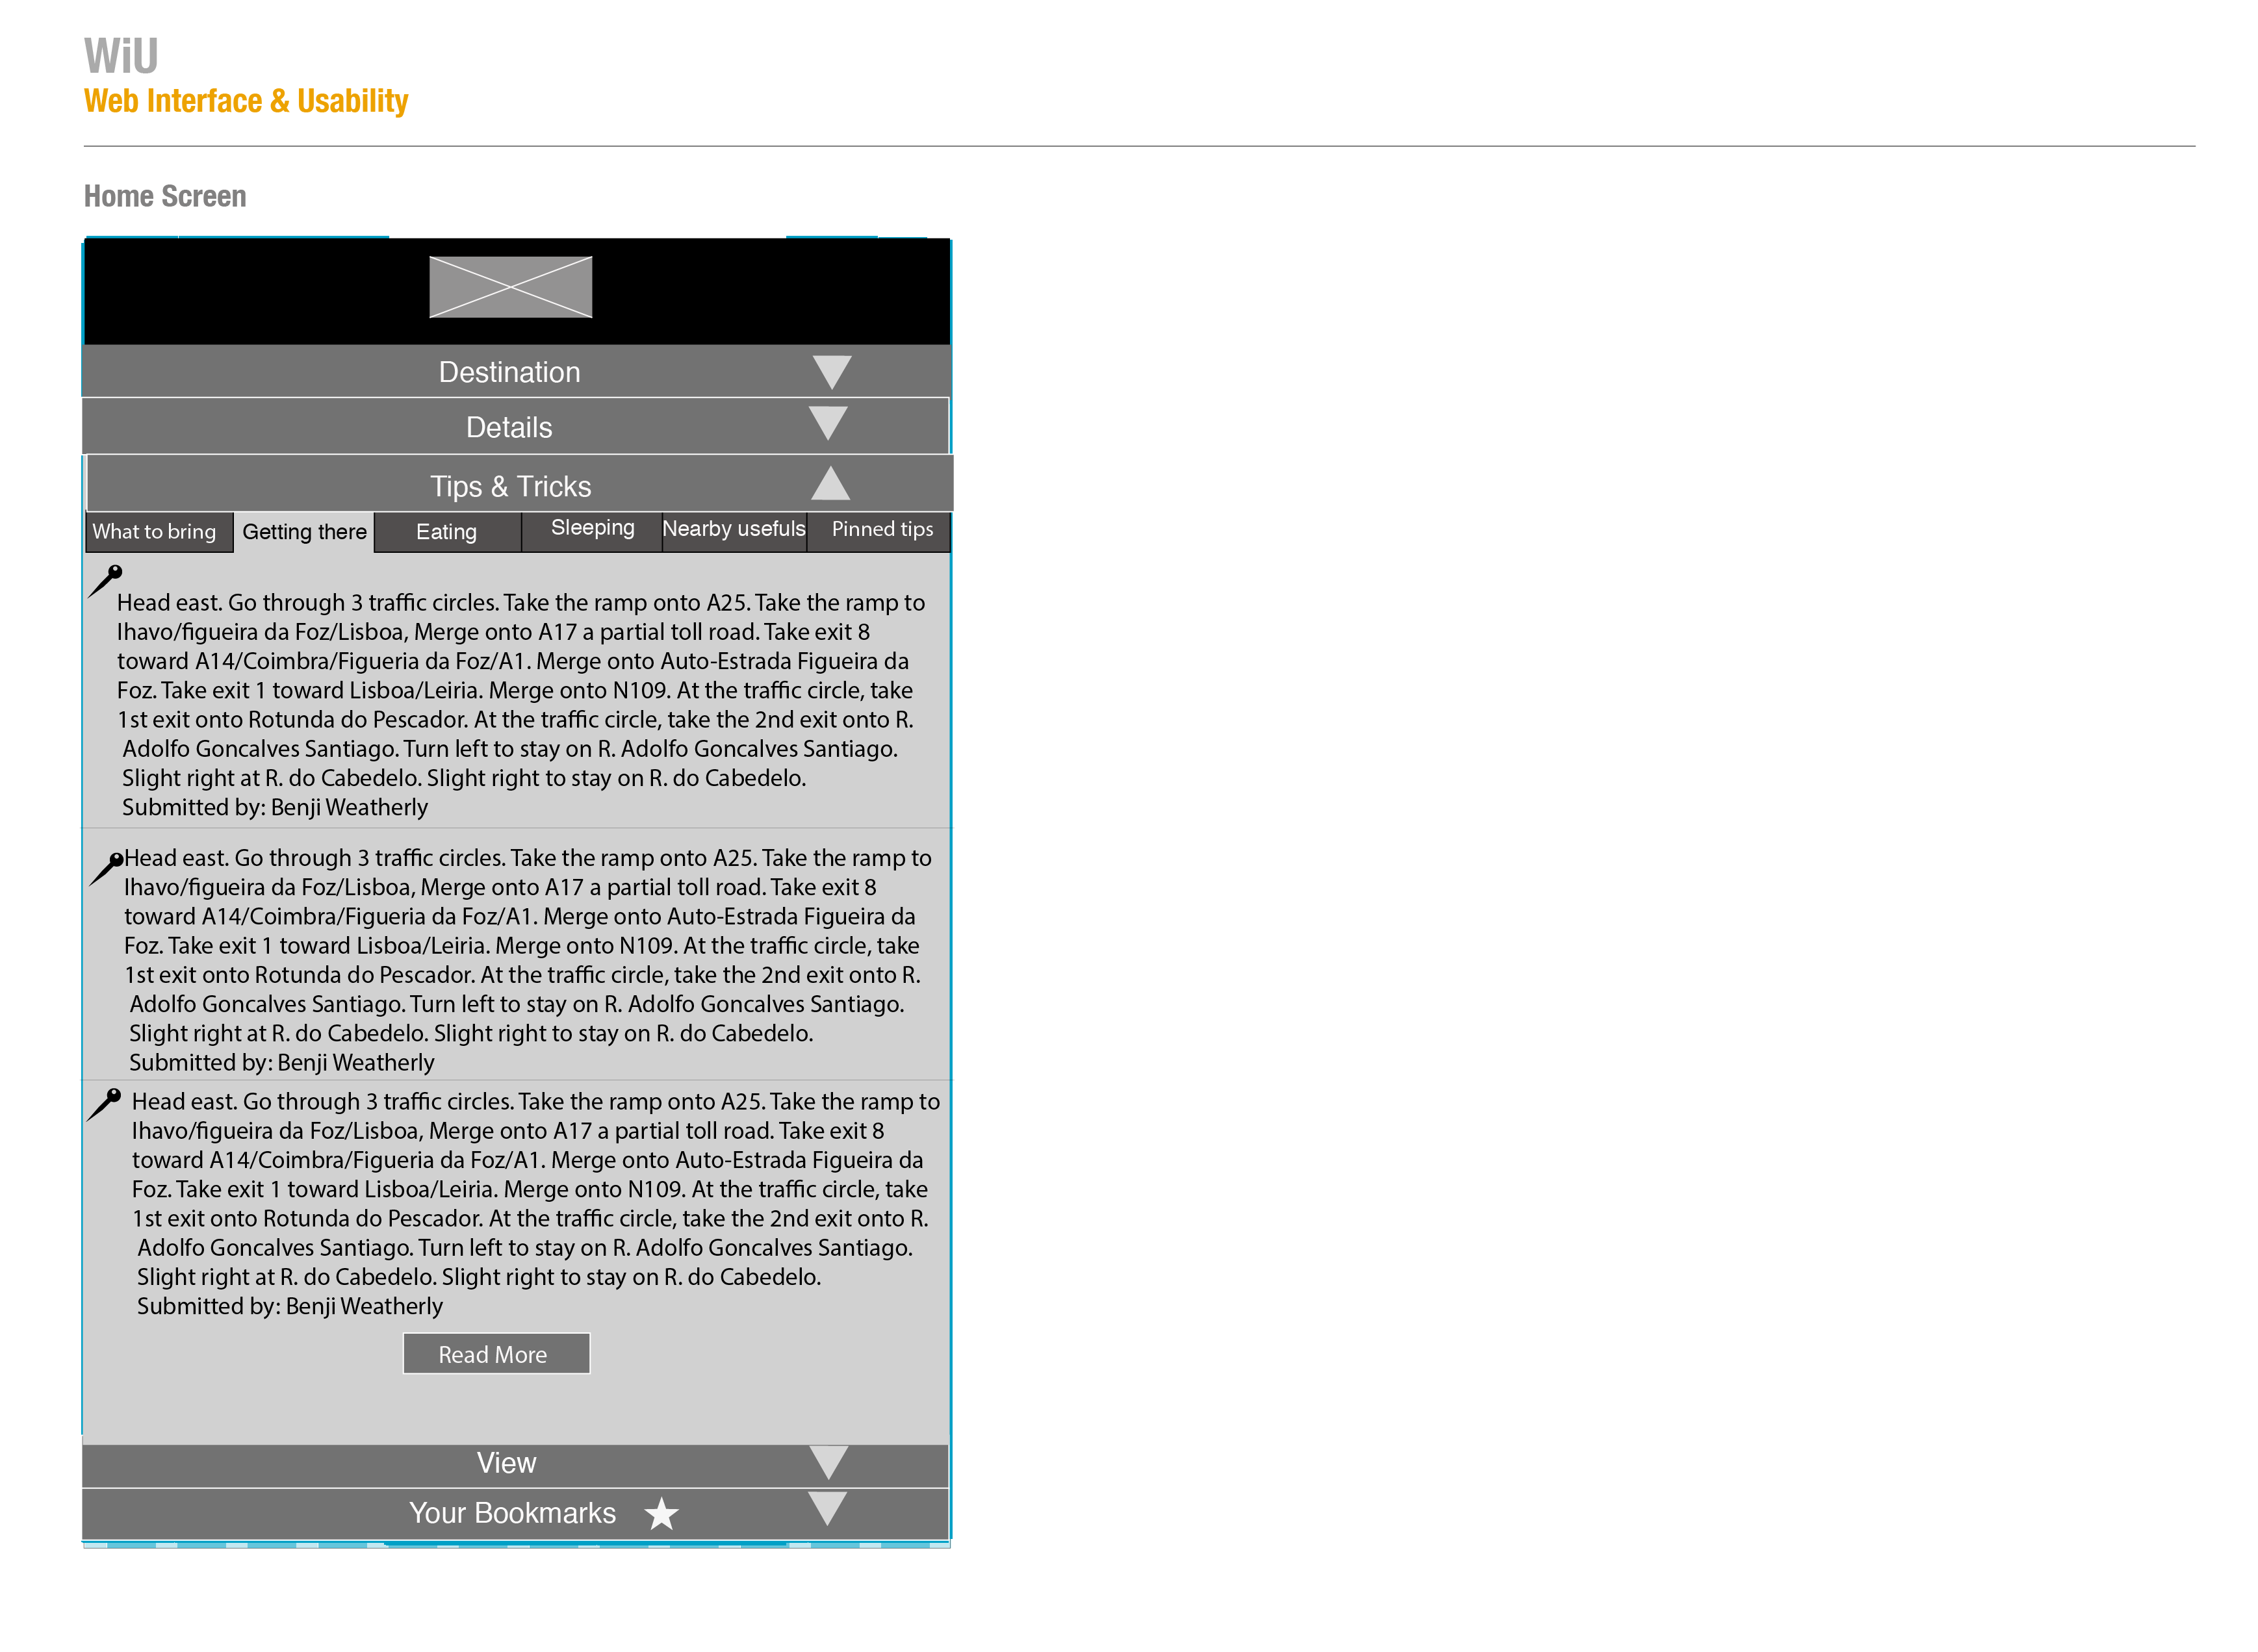 WiU
Web Interface & Usability
Home Screen
Destination
Details
Tips & Tricks
What to bring Getting there Eating Sleeping Nearby usefuls Pinned tips
Head east. Go through 3 traffic circles. Take the ramp onto A25. Take the ramp to
Ihavo/figueira da Foz/Lisboa, Merge onto A17 a partial toll road. Take exit 8
toward A14/Coimbra/Figueria da Foz/A1. Merge onto Auto-Estrada Figueira da
Foz. Take exit 1 toward Lisboa/Leiria. Merge onto N109. At the traffic circle, take
1st exit onto Rotunda do Pescador. At the traffic circle, take the 2nd exit onto R.
Adolfo Goncalves Santiago. Turn left to stay on R. Adolfo Goncalves Santiago.
Slight right at R. do Cabedelo. Slight right to stay on R. do Cabedelo.
Submitted by: Benji Weatherly
Head east. Go through 3 traffic circles. Take the ramp onto A25. Take the ramp to
Ihavo/figueira da Foz/Lisboa, Merge onto A17 a partial toll road. Take exit 8
toward A14/Coimbra/Figueria da Foz/A1. Merge onto Auto-Estrada Figueira da
Foz. Take exit 1 toward Lisboa/Leiria. Merge onto N109. At the traffic circle, take
1st exit onto Rotunda do Pescador. At the traffic circle, take the 2nd exit onto R.
Adolfo Goncalves Santiago. Turn left to stay on R. Adolfo Goncalves Santiago.
Slight right at R. do Cabedelo. Slight right to stay on R. do Cabedelo.
Submitted by: Benji Weatherly
Head east. Go through 3 traffic circles. Take the ramp onto A25. Take the ramp to
Ihavo/figueira da Foz/Lisboa, Merge onto A17 a partial toll road. Take exit 8
toward A14/Coimbra/Figueria da Foz/A1. Merge onto Auto-Estrada Figueira da
Foz. Take exit 1 toward Lisboa/Leiria. Merge onto N109. At the traffic circle, take
1st exit onto Rotunda do Pescador. At the traffic circle, take the 2nd exit onto R.
Adolfo Goncalves Santiago. Turn left to stay on R. Adolfo Goncalves Santiago.
Slight right at R. do Cabedelo. Slight right to stay on R. do Cabedelo.
Submitted by: Benji Weatherly
Read More
View
Your Bookmarks